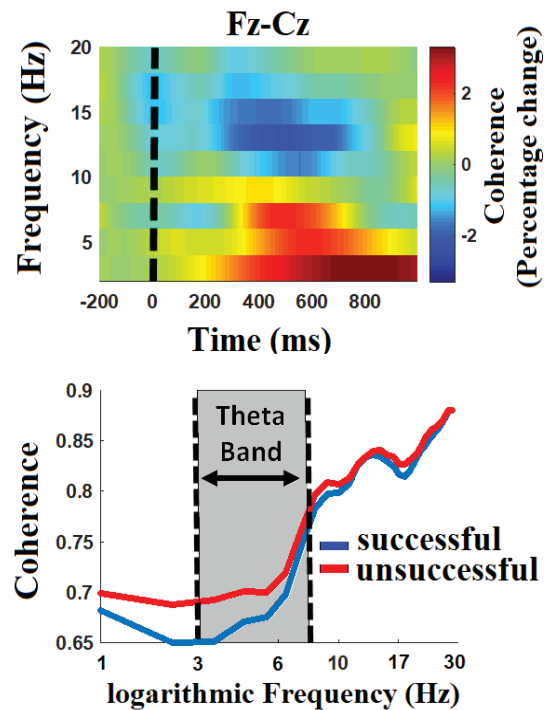 Fz-Cz
20
15
10
5
Frequency (Hz)
-200 0 200 400 600 800
Time (ms)
2
0
-2
Coherence
(Percentage change)
0.9
0.85
0.8
0.75
0.7
0.65
Coherence
Theta
Band
successful
unsuccessful
1 3 6 10 17 30
logarithmic Frequency (Hz)